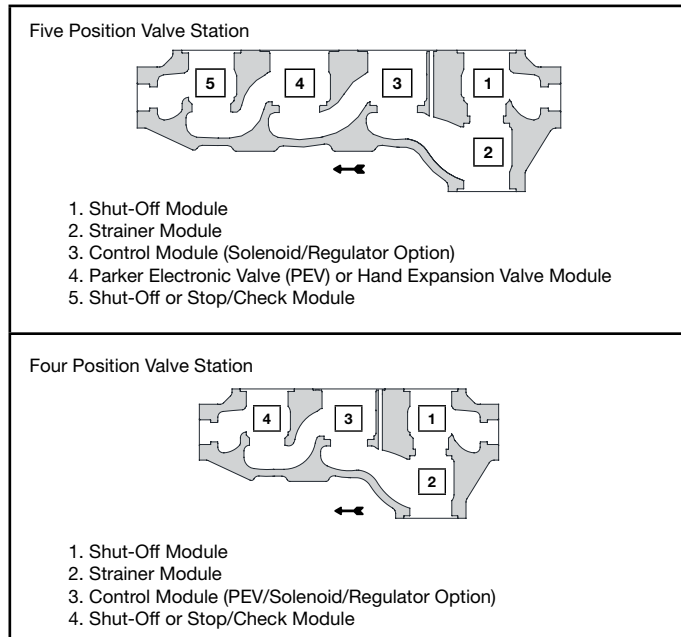 Five Position Valve Station
5 4 3 1
2
1. Shut-Off Module
2. Strainer Module
3. Control Module (Solenoid/Regulator Option)
4. Parker Electronic Valve (PEV) or Hand Expansion Valve Module
5. Shut-Off or Stop/Check Module
Four Position Valve Station
4 3 1
2
1. Shut-Off Module
2. Strainer Module
3. Control Module (PEV/Solenoid/Regulator Option)
4. Shut-Off or Stop/Check Module